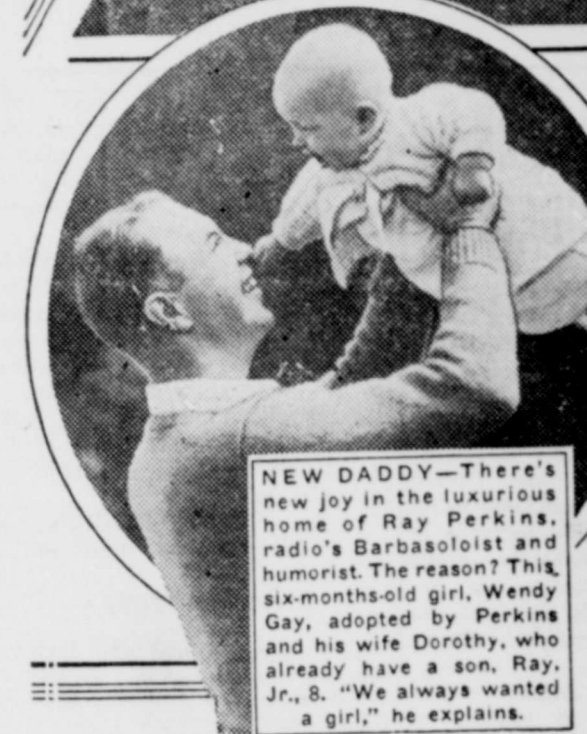 NEW DADDY—There's
new joy in the luxurious
home of Ray Perkins,
radio's Barbasoloist and
humorist. The reason? This
six-months-old girl, Wendy
Gay, adopted by Perkins
and his wife Dorothy, who
already have a son, Ray,
Jr., 8. "We always wanted
a girl," he explains.